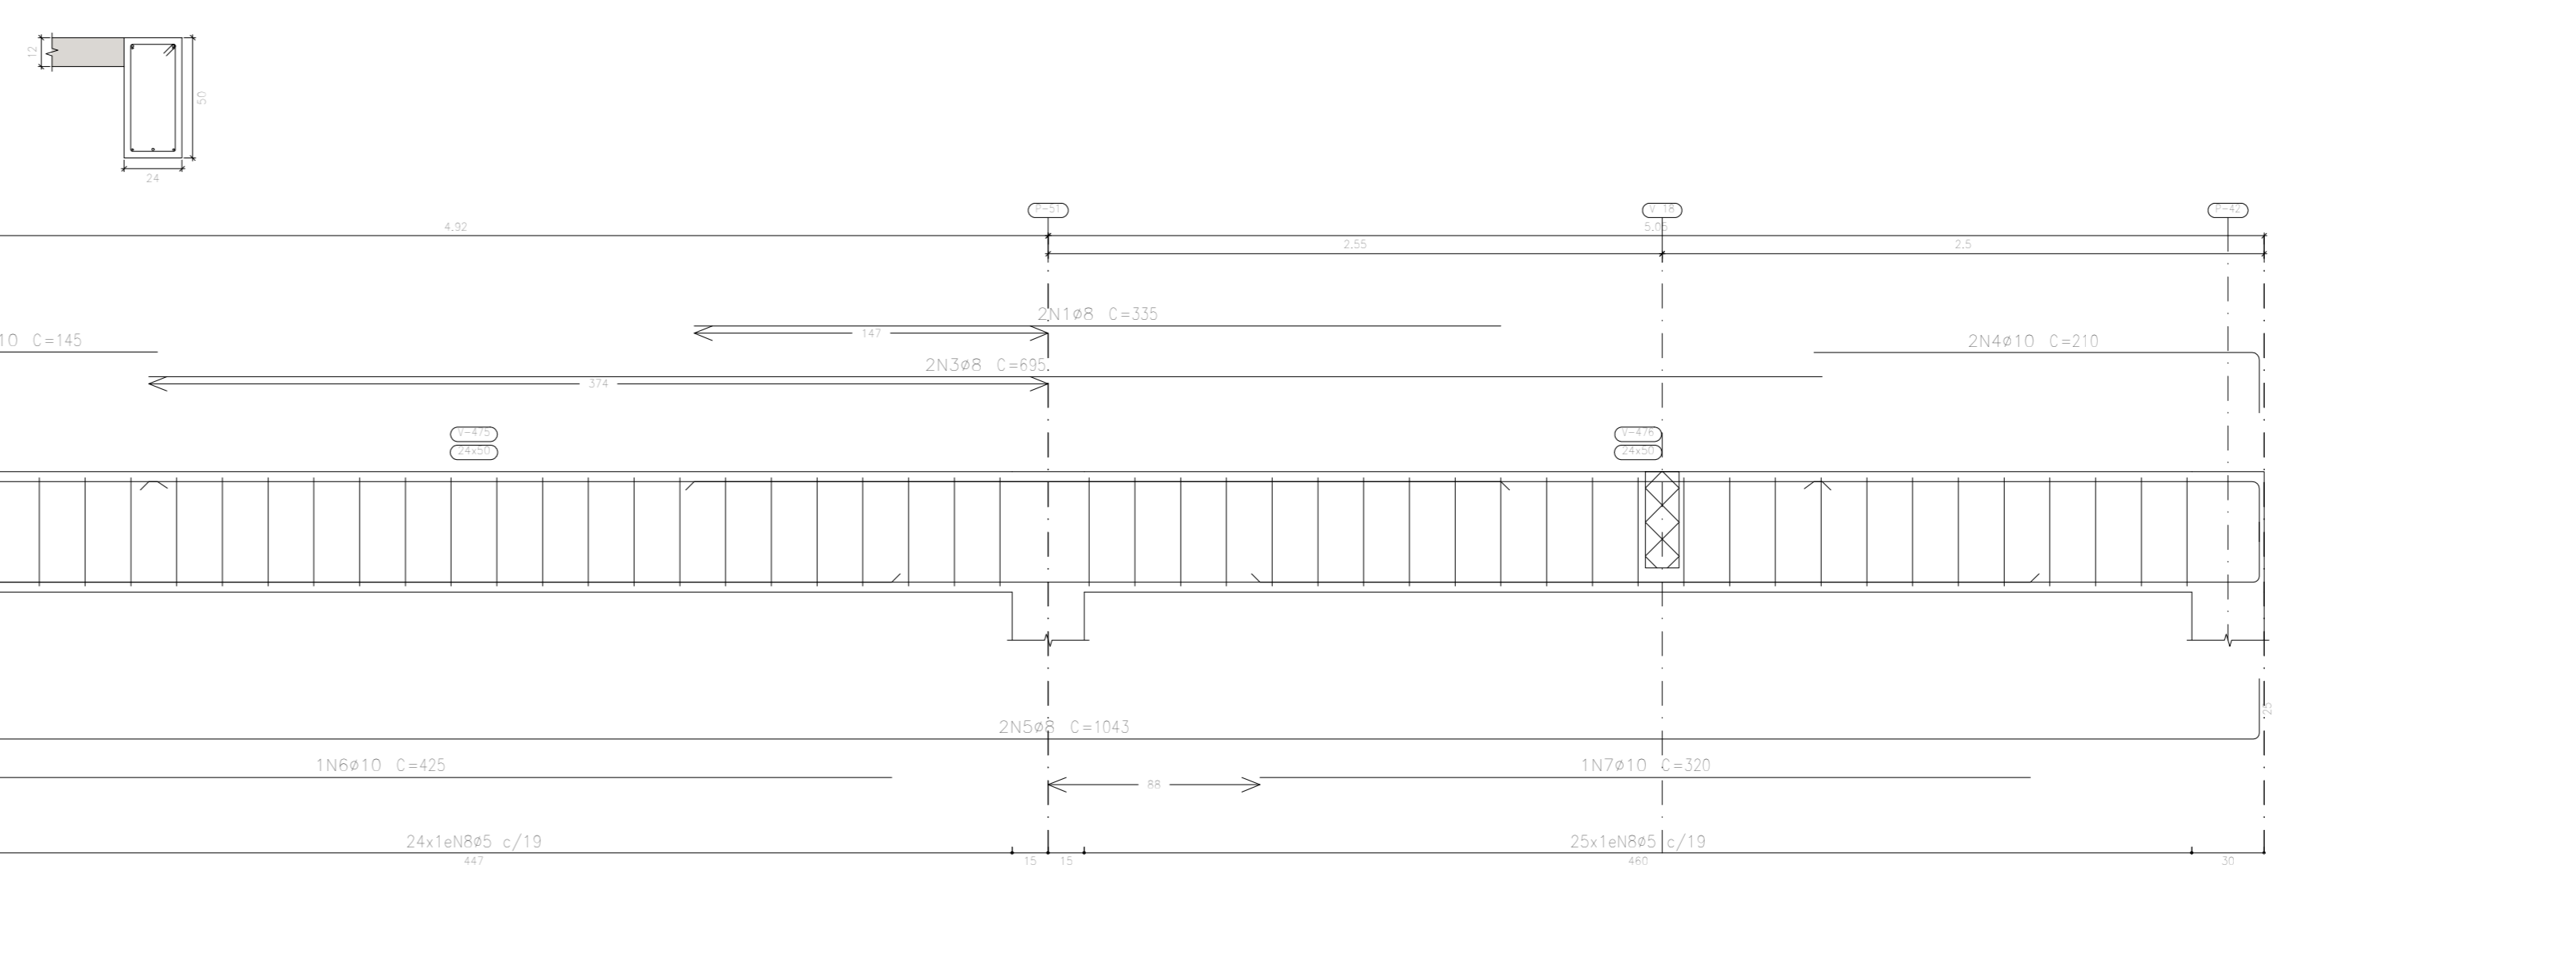 12
50
24
P-51
V 18
P-42
4.92
5.05
2.55
2.5
2N1ø8 C=335
147
10 C=145
2N4ø10 C=210
2N3ø8 C=695
374
V-475
24x50
V-476
24x50
25
2N5ø8 C=1043
1N6ø10 C=425
1N7ø10 C=320
88
24x1eN8ø5 c/19
25x1eN8ø5 c/19
447
15
15
460
30